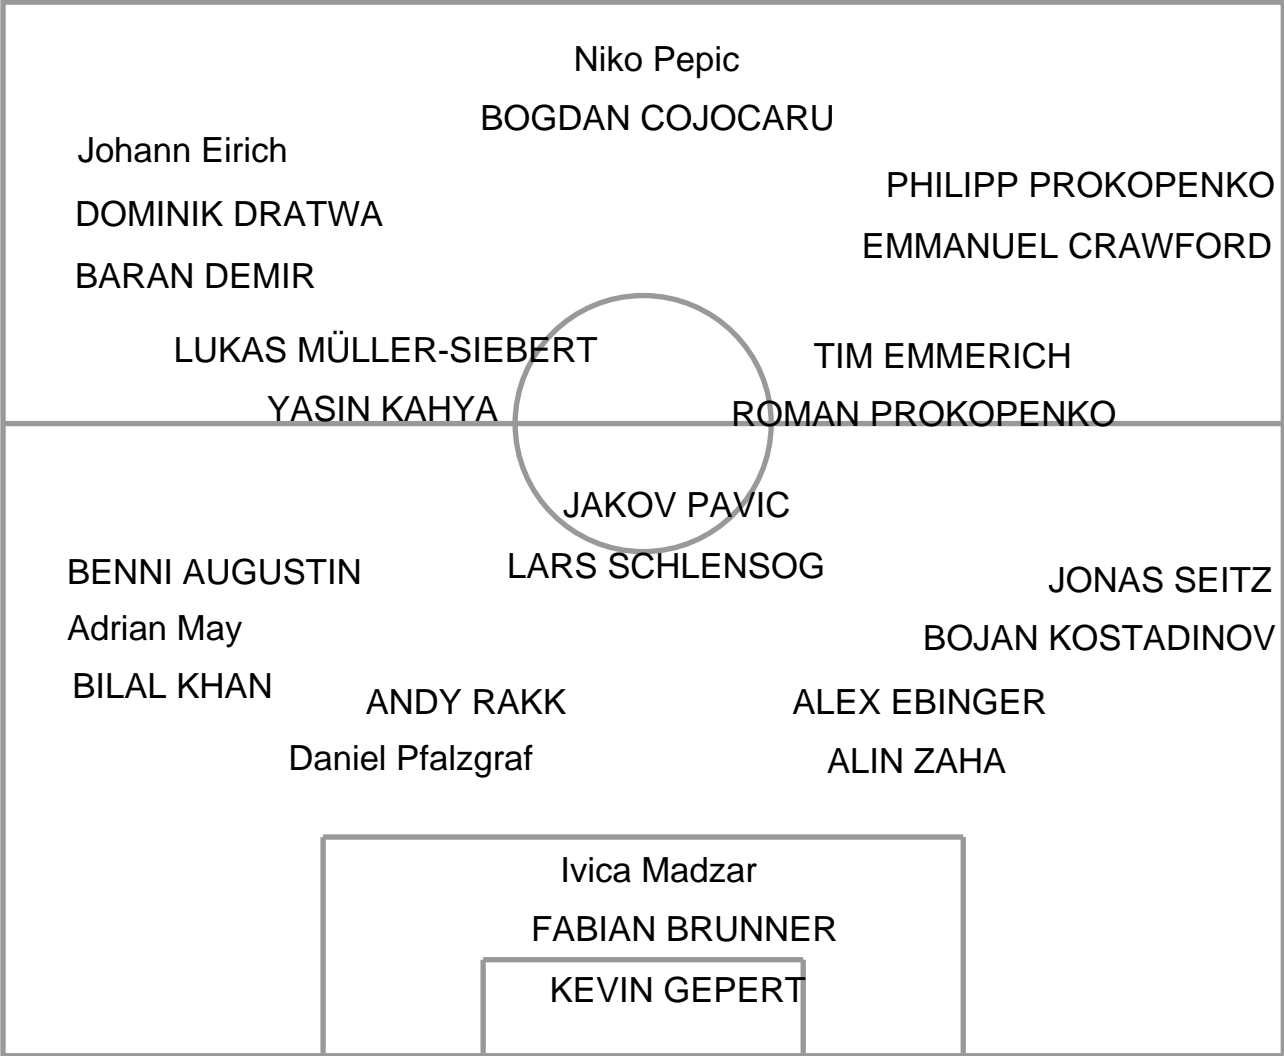 Niko Pepic
BOGDAN COJOCARU
Johann Eirich
DOMINIK DRATWA
BARAN DEMIR
PHILIPP PROKOPENKO
EMMANUEL CRAWFORD
LUKAS MÜLLER-SIEBERT
YASIN KAHYA
TIM EMMERICH
ROMAN PROKOPENKO
JAKOV PAVIC
LARS SCHLENSOG
BENNI AUGUSTIN
Adrian May
BILAL KHAN
JONAS SEITZ
BOJAN KOSTADINOV
ANDY RAKK
Daniel Pfalzgraf
ALEX EBINGER
ALIN ZAHA
Ivica Madzar
FABIAN BRUNNER
KEVIN GEPERT